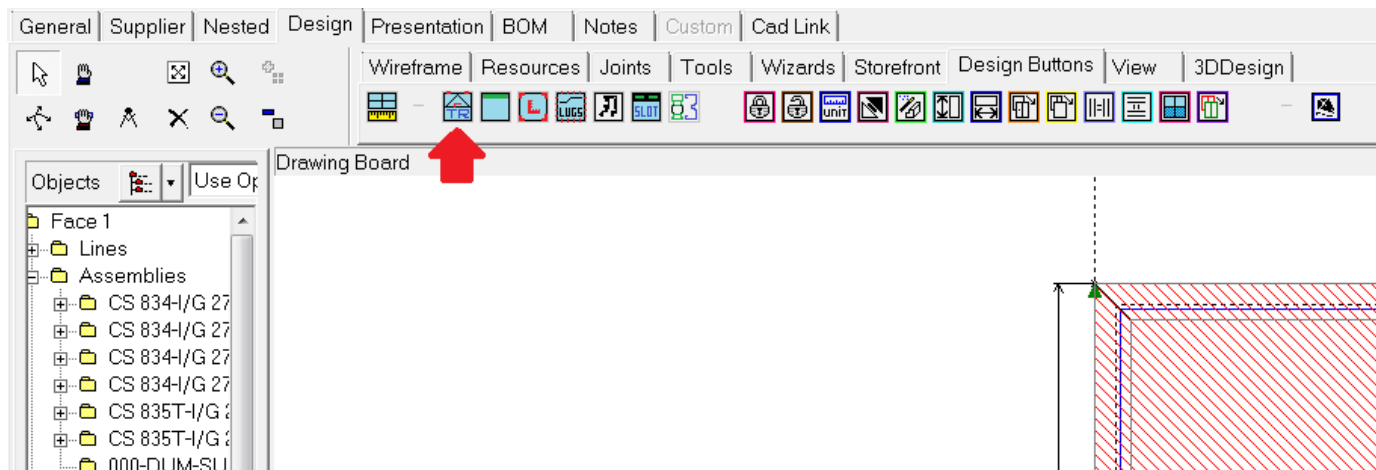 General Supplier Nested Design Presentation BOM Notes Custom Cad Link
Wireframe Resources Joints Tools Wizards Storefront Design Buttons View 3DDesign
TR L LUGS SLOT unit
Drawing Board
Objects Use Op
Face 1
Lines
Assemblies
CS 834-I/G 27
CS 834-I/G 27
CS 834-I/G 27
CS 834-I/G 27
CS 835T-I/G 2
CS 835T-I/G 2
000-DUM-SU